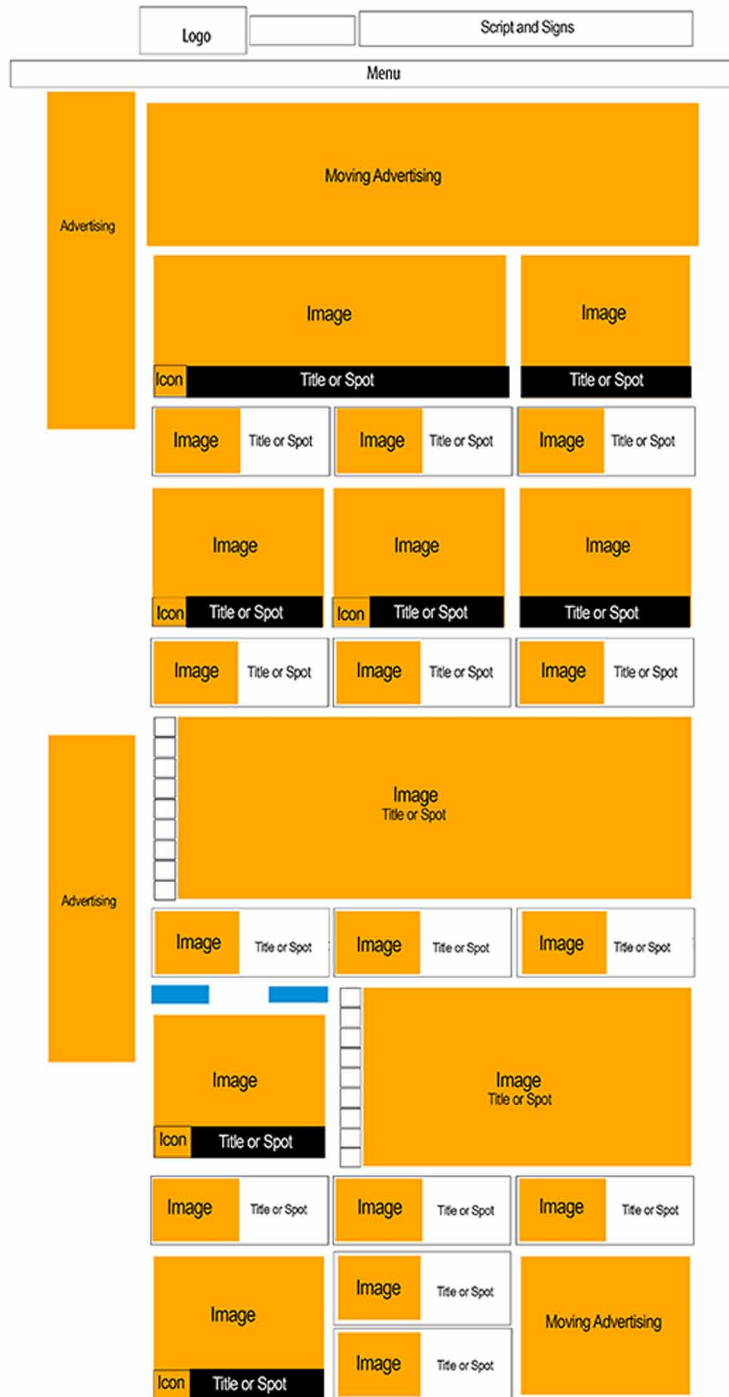 Logo
Script and Signs
Menu
Advertising
Moving Advertising
Image
Icon
Title or Spot
Image
Title or Spot
Image
Title or Spot
Image
Title or Spot
Image
Title or Spot
Image
Icon
Title or Spot
Image
Icon
Title or Spot
Image
Title or Spot
Image
Title or Spot
Image
Title or Spot
Image
Title or Spot
Advertising
Image
Title or Spot
Image
Title or Spot
Image
Title or Spot
Image
Title or Spot
Image
Icon
Title or Spot
Image
Title or Spot
Image
Title or Spot
Image
Title or Spot
Image
Title or Spot
Image
Icon
Title or Spot
Image
Title or Spot
Image
Title or Spot
Moving Advertising